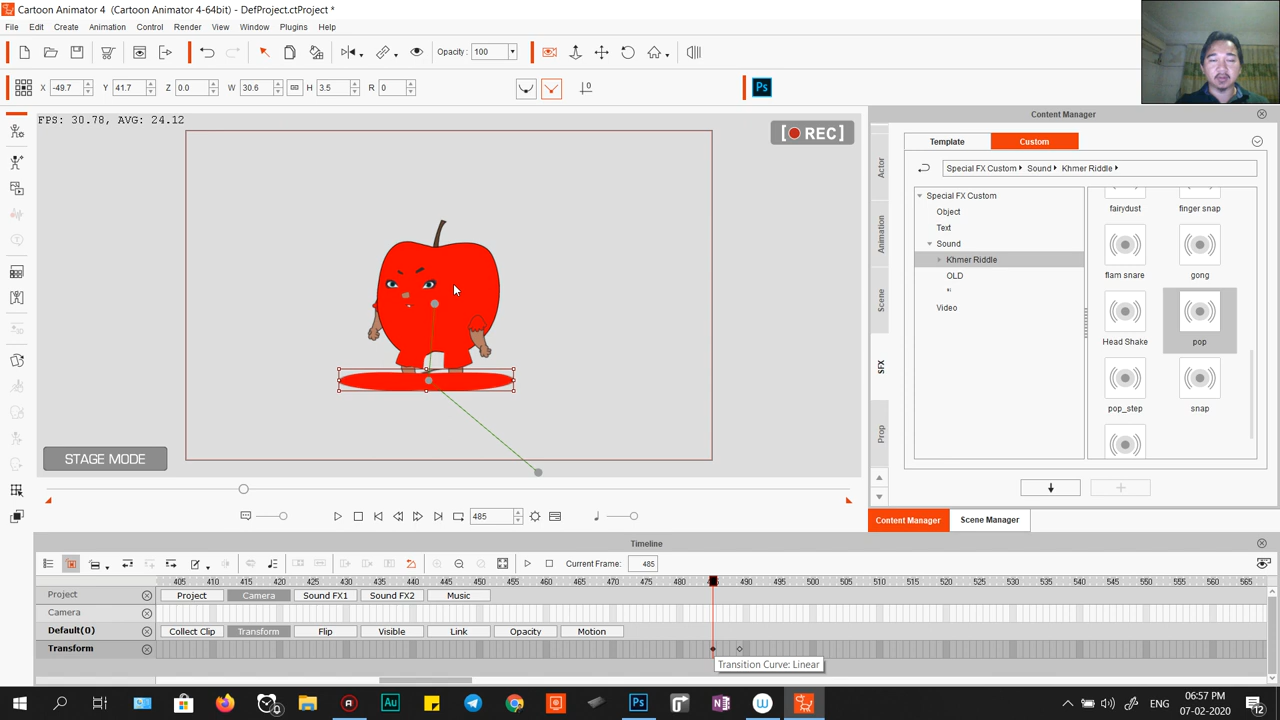 Cartoon Animator 4 (Cartoon Animator 4-64bit) - DefProject.ctProject *
File Edit Create Animation Control Render View Window Plugins Help
Opacity : 100
X -49.7 Y 41.7 Z 0.0 W 30.6 H 3.5 R 0 Ps
FPS: 30.78, AVG: 24.12
[ REC]
STAGE MODE
485
Content Manager
Template Custom
Special FX Custom Sound Khmer Riddle
Special FX Custom
Object
Text
Sound
Khmer Riddle
OLD
Video
fairydust finger snap
flam snare gong
Head Shake pop
pop_step snap
Actor
Animation
Scene
SFX
Prop
Content Manager Scene Manager
Timeline
Current Frame: 485
405 410 415 420 425 430 435 440 445 450 455 460 465 470 475 480 490 495 500 505 510 515 520 525 530 535 540 545 550 555 560 565
Project Project Camera Sound FX1 Sound FX2 Music
Camera
Default(0) Collect Clip Transform Flip Visible Link Opacity Motion
Transform
Transition Curve: Linear
Au Ps N W
ENG
06:57 PM
07-02-2020
12